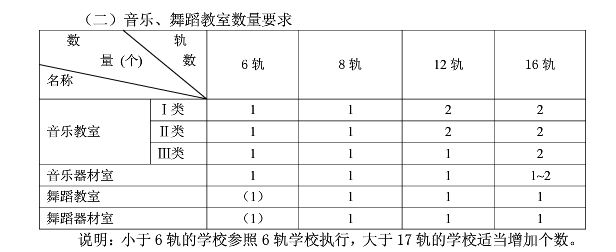 （二）音乐、舞蹈教室数量要求
数 轨
量（个） 数 6轨 8轨 12轨 16轨
名称
Ⅰ类 1 1 2 2
音乐教室 Ⅱ类 1 1 2 2
Ⅲ类 1 1 1 2
音乐器材室 1 1 1 1~2
舞蹈教室 （1） 1 1 1
舞蹈器材室 （1） 1 1 1
说明：小于6轨的学校参照6轨学校执行，大于17轨的学校适当增加个数。